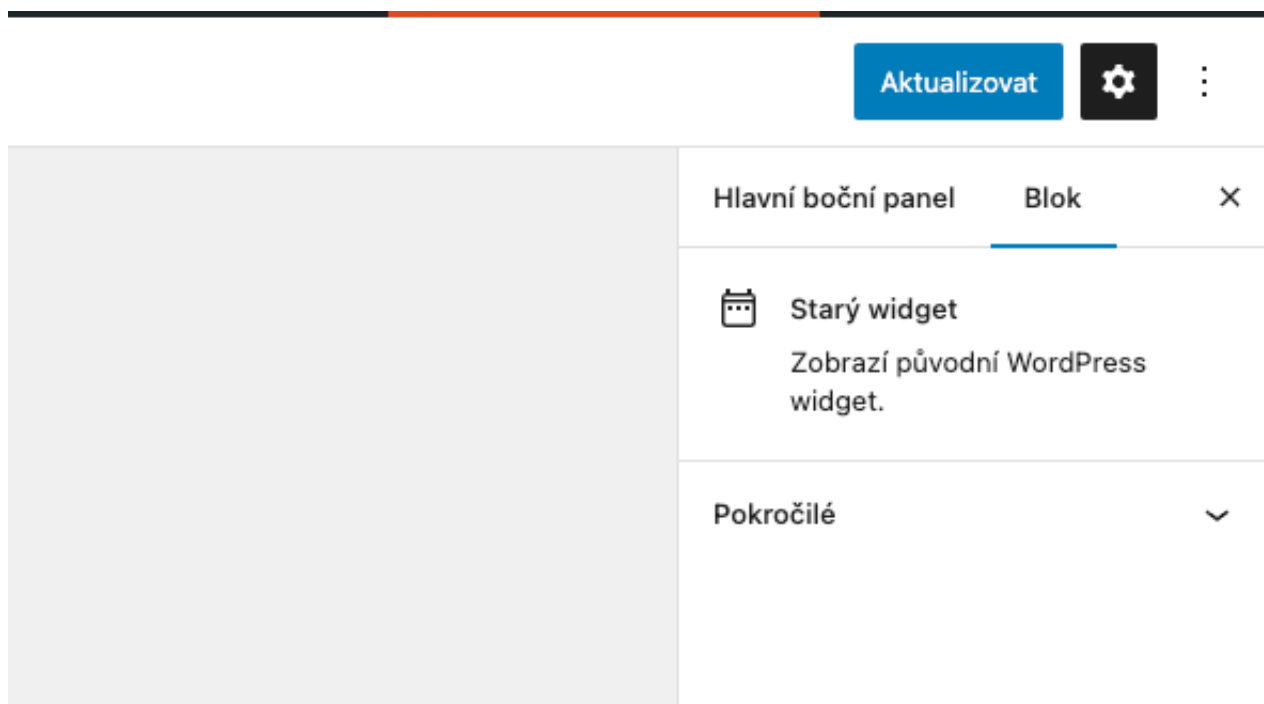 Aktualizovat
Hlavní boční panel Blok
Starý widget
Zobrazí původní WordPress
widget.
Pokročilé